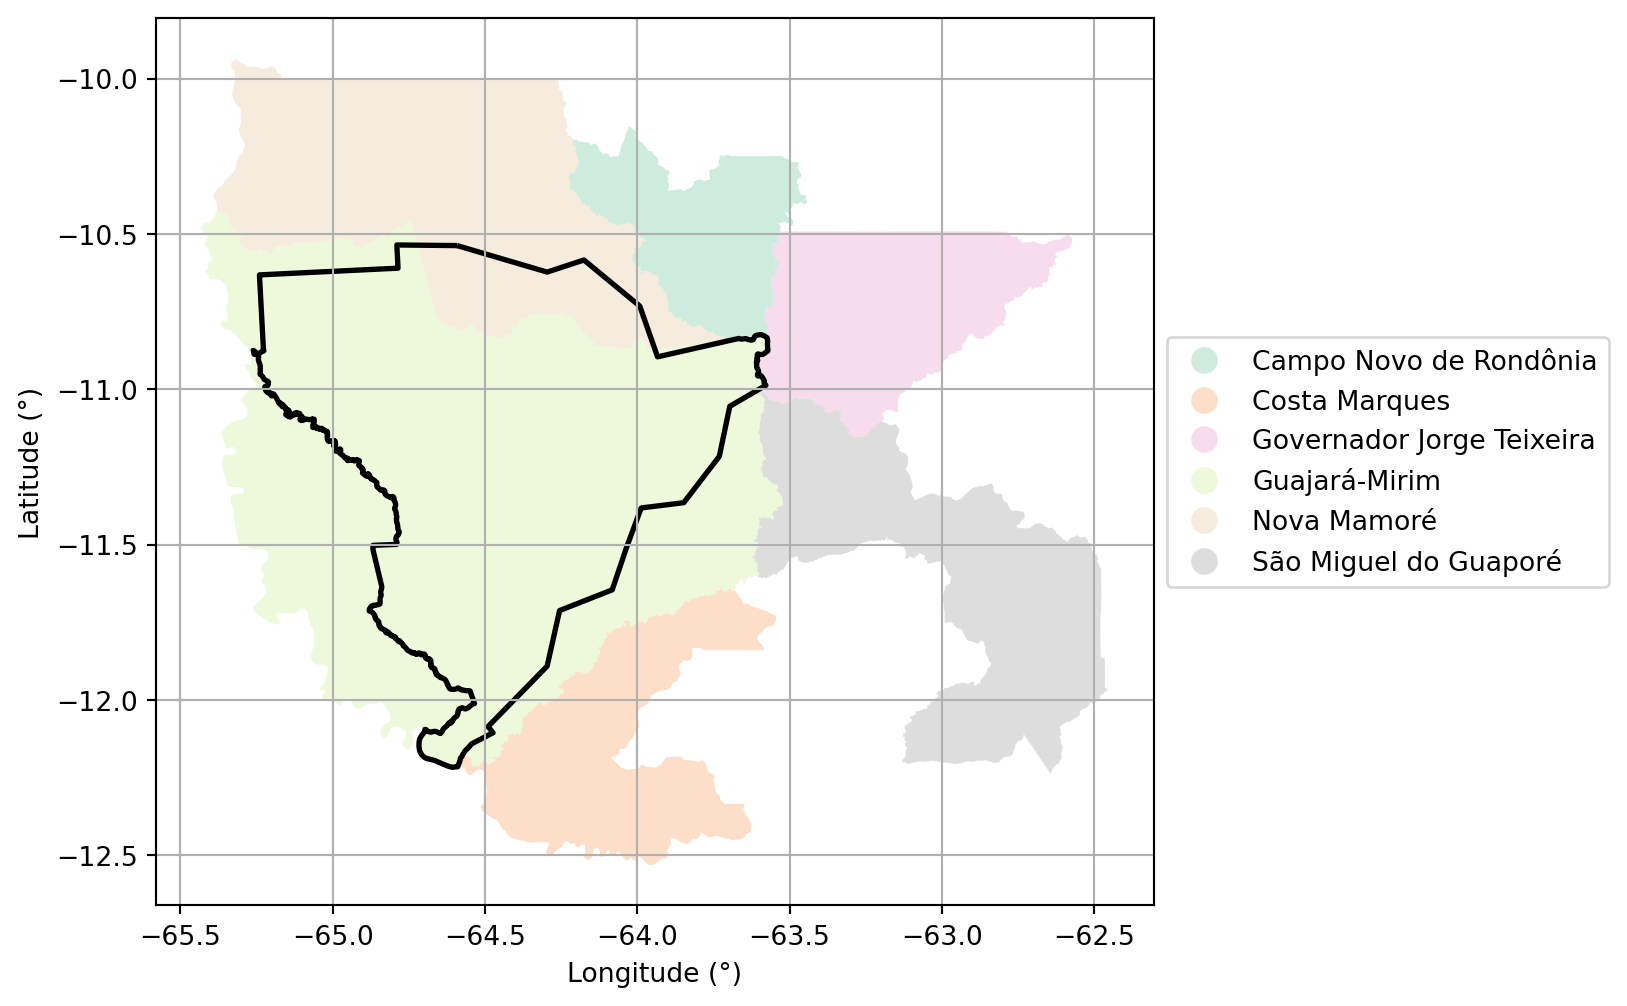 −10.0
−10.5
−11.0
−11.5
−12.0
−12.5
Latitude (°)
−65.5 −65.0 −64.5 −64.0 −63.5 −63.0 −62.5
Longitude (°)
Campo Novo de Rondônia
Costa Marques
Governador Jorge Teixeira
Guajará-Mirim
Nova Mamoré
São Miguel do Guaporé